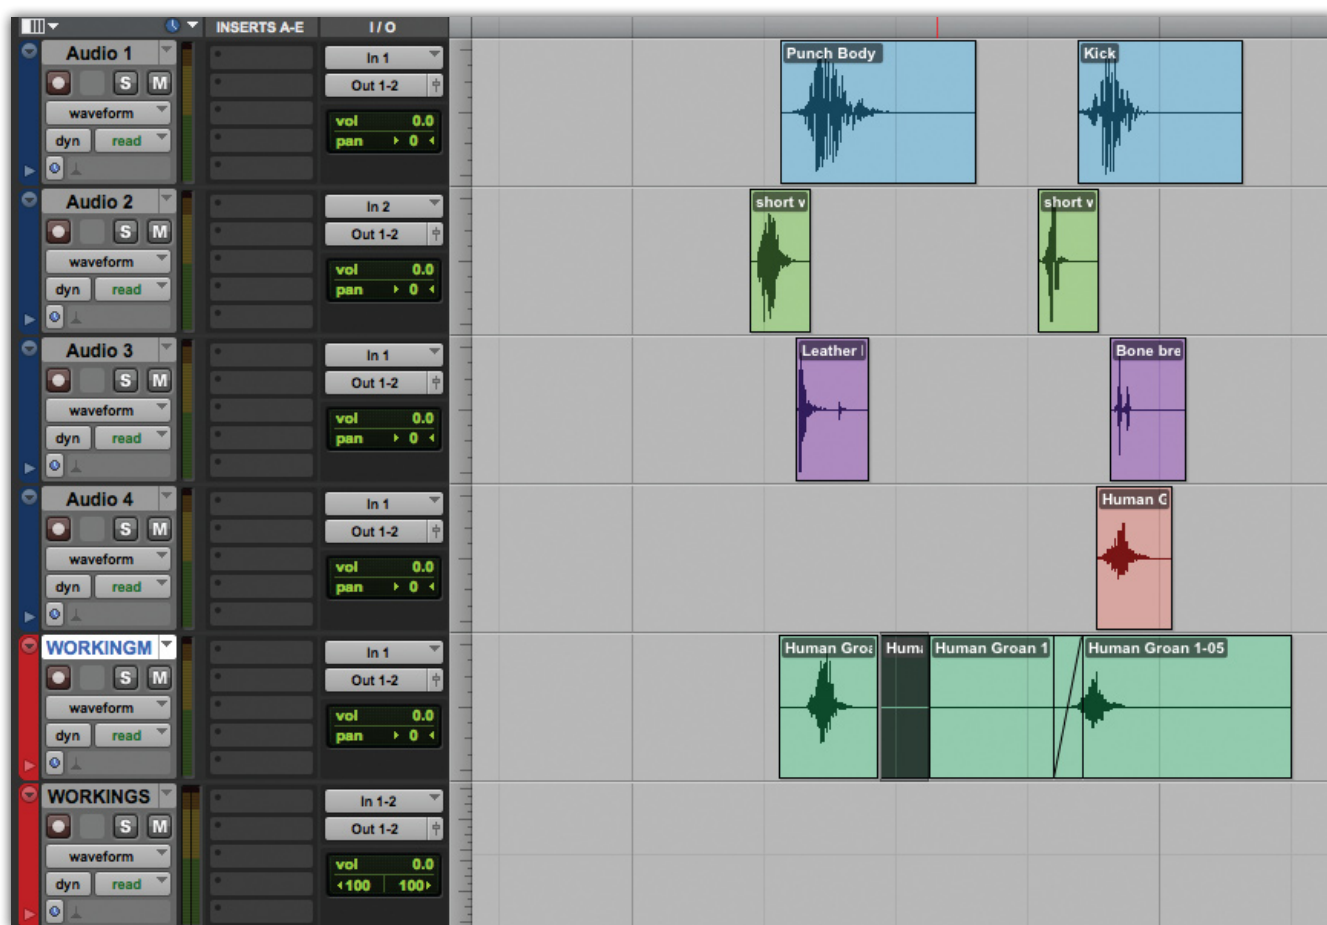 INSERTS A-E I / O
Audio 1 In 1 Punch Body Kick
S M Out 1-2
waveform vol 0.0
dyn read pan 0
Audio 2 In 2 short v short v
S M Out 1-2
waveform vol 0.0
dyn read pan 0
Audio 3 In 1 Leather Bone bre
S M Out 1-2
waveform vol 0.0
dyn read pan 0
Audio 4 In 1 Human G
S M Out 1-2
waveform vol 0.0
dyn read pan 0
WORKINGM In 1 Human Groa Huma Human Groan 1 Human Groan 1-05
S M Out 1-2
waveform vol 0.0
dyn read pan 0
WORKINGS In 1-2
S M Out 1-2
waveform vol 0.0
dyn read 100 100